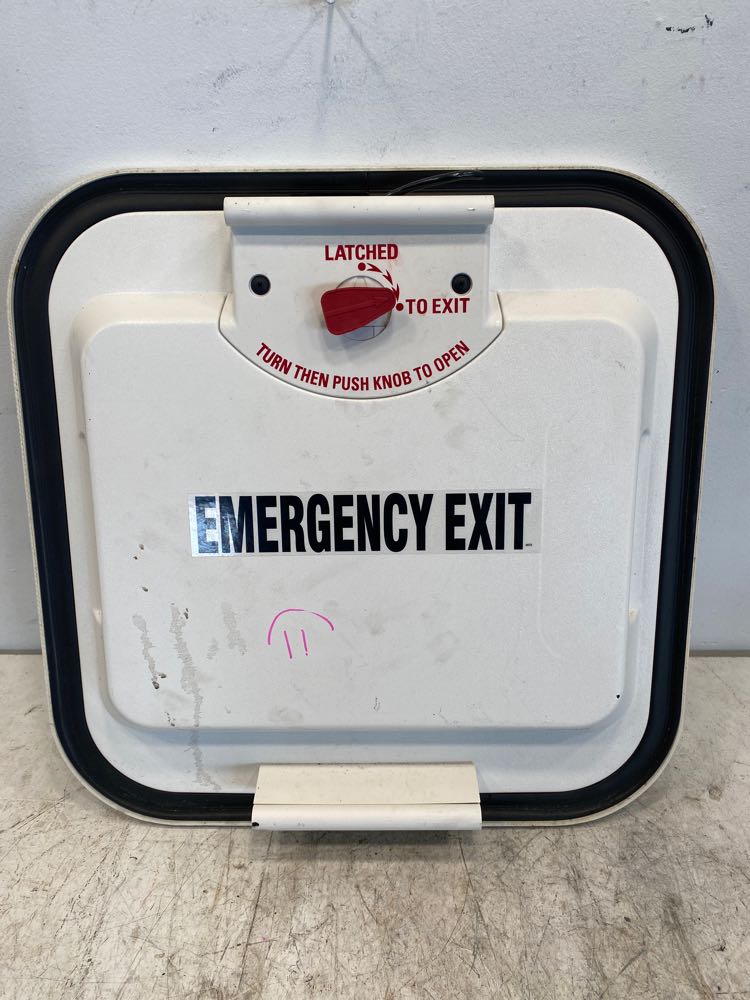 LATCHED
TO EXIT
TURN THEN PUSH KNOB TO OPEN
EMERGENCY EXIT